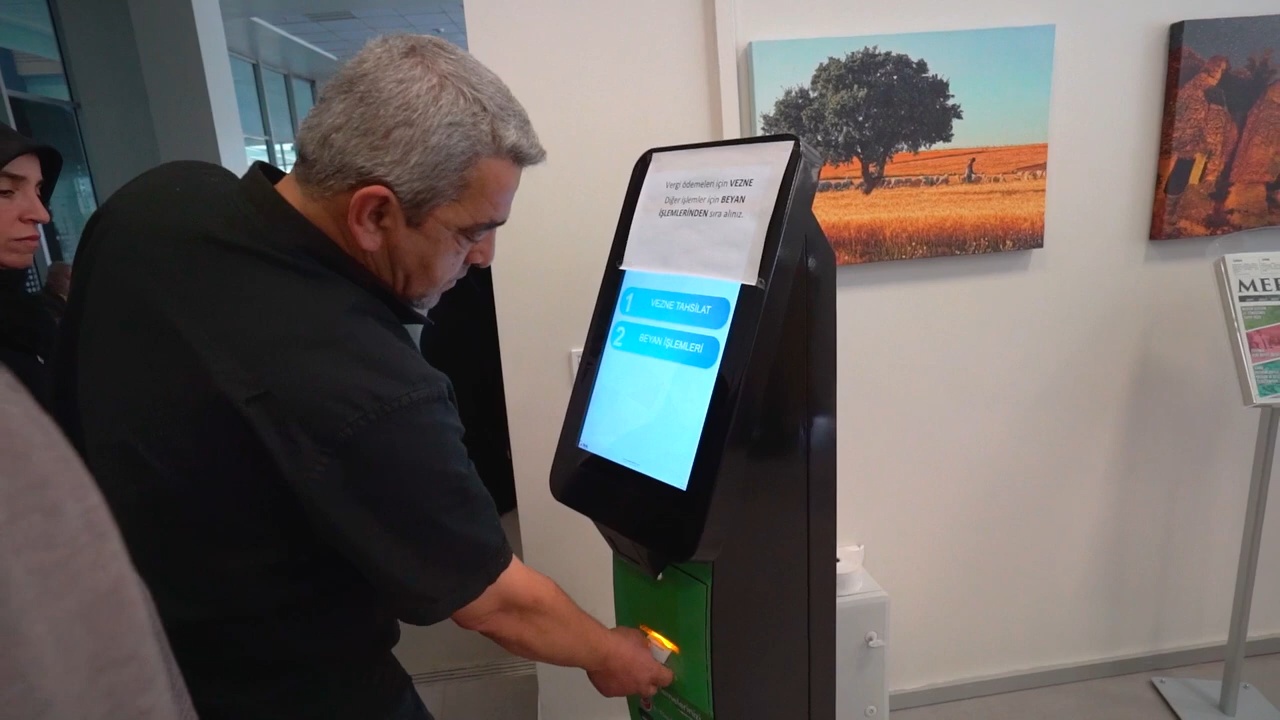 Vergi ödemeleri için VEZNE
Diğer işlemler için BEYAN
İŞLEMLERİNDEN sıra alınız.
1 VEZNE TAHSİLAT
2 BEYAN İŞLEMLERİ